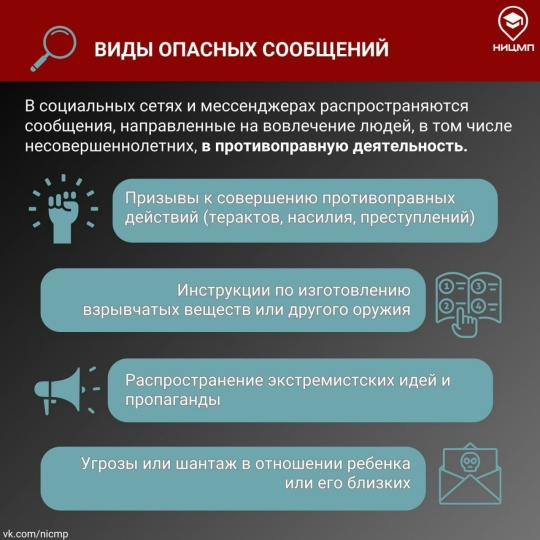 ВИДЫ ОПАСНЫХ СООБЩЕНИЙ
НИЦМП
В социальных сетях и мессенджерах распространяются
сообщения, направленные на вовлечение людей, в том числе
несовершеннолетних, в противоправную деятельность.
Призывы к совершению противоправных
действий (терактов, насилия, преступлений)
Инструкции по изготовлению
взрывчатых веществ или другого оружия
1 3
2 4
Распространение экстремистских идей и
пропаганды
Угрозы или шантаж в отношении ребенка
или его близких
vk.com/nicmp